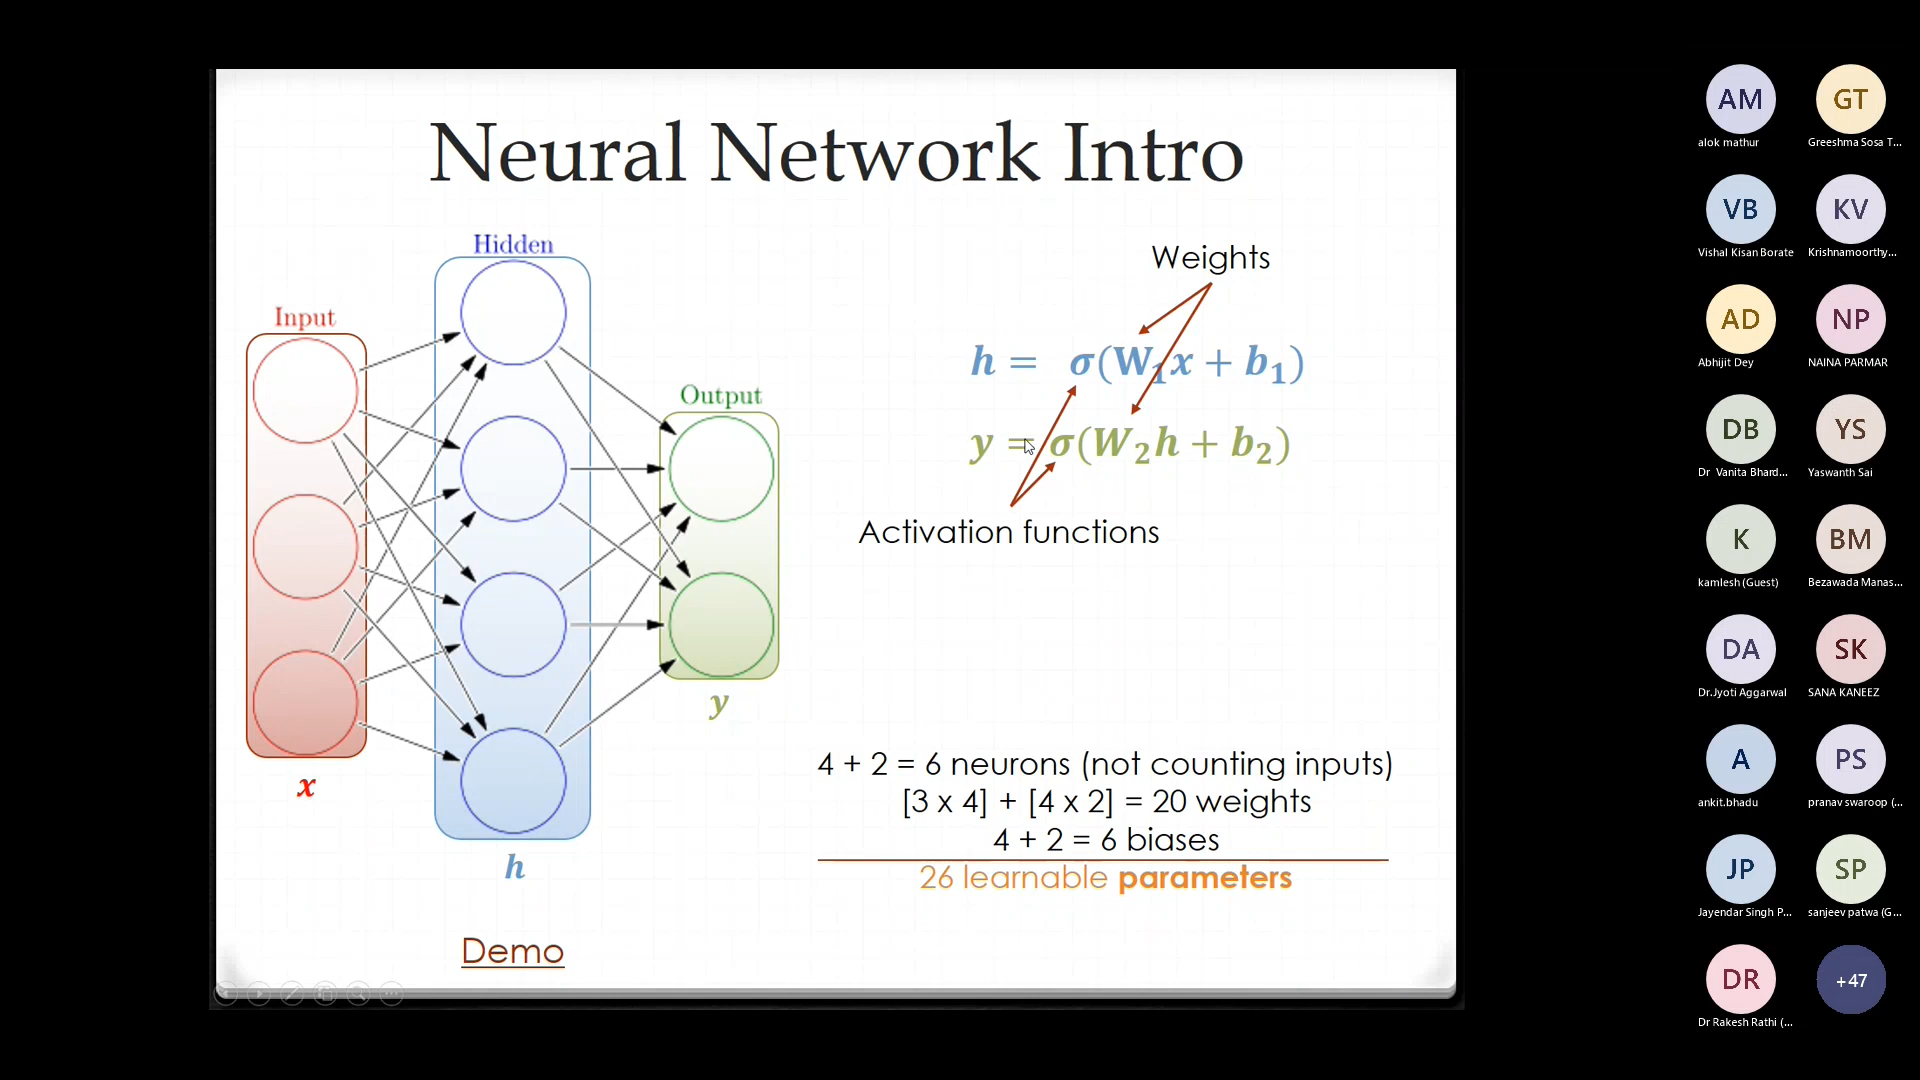 Neural Network Intro
Hidden
Input
Output
x
h
y
Weights
h = σ(W₁x + b₁)
y = σ(W₂h + b₂)
Activation functions
4 + 2 = 6 neurons (not counting inputs)
[3 x 4] + [4 x 2] = 20 weights
4 + 2 = 6 biases
26 learnable parameters
Demo
AM
alok mathur
GT
Greeshma Sosa T...
VB
Vishal Kisan Borate
KV
Krishnamoorthy...
AD
Abhijit Dey
NP
NAINA PARMAR
DB
Dr Vanita Bhard...
YS
Yaswanth Sai
K
kamlesh (Guest)
BM
Bezawada Manas...
DA
Dr.Jyoti Aggarwal
SK
SANA KANEEZ
A
ankit.bhadu
PS
pranav swaroop (...
JP
Jayendar Singh P...
SP
sanjeev patwa (G...
DR
Dr Rakesh Rathi (...
+47